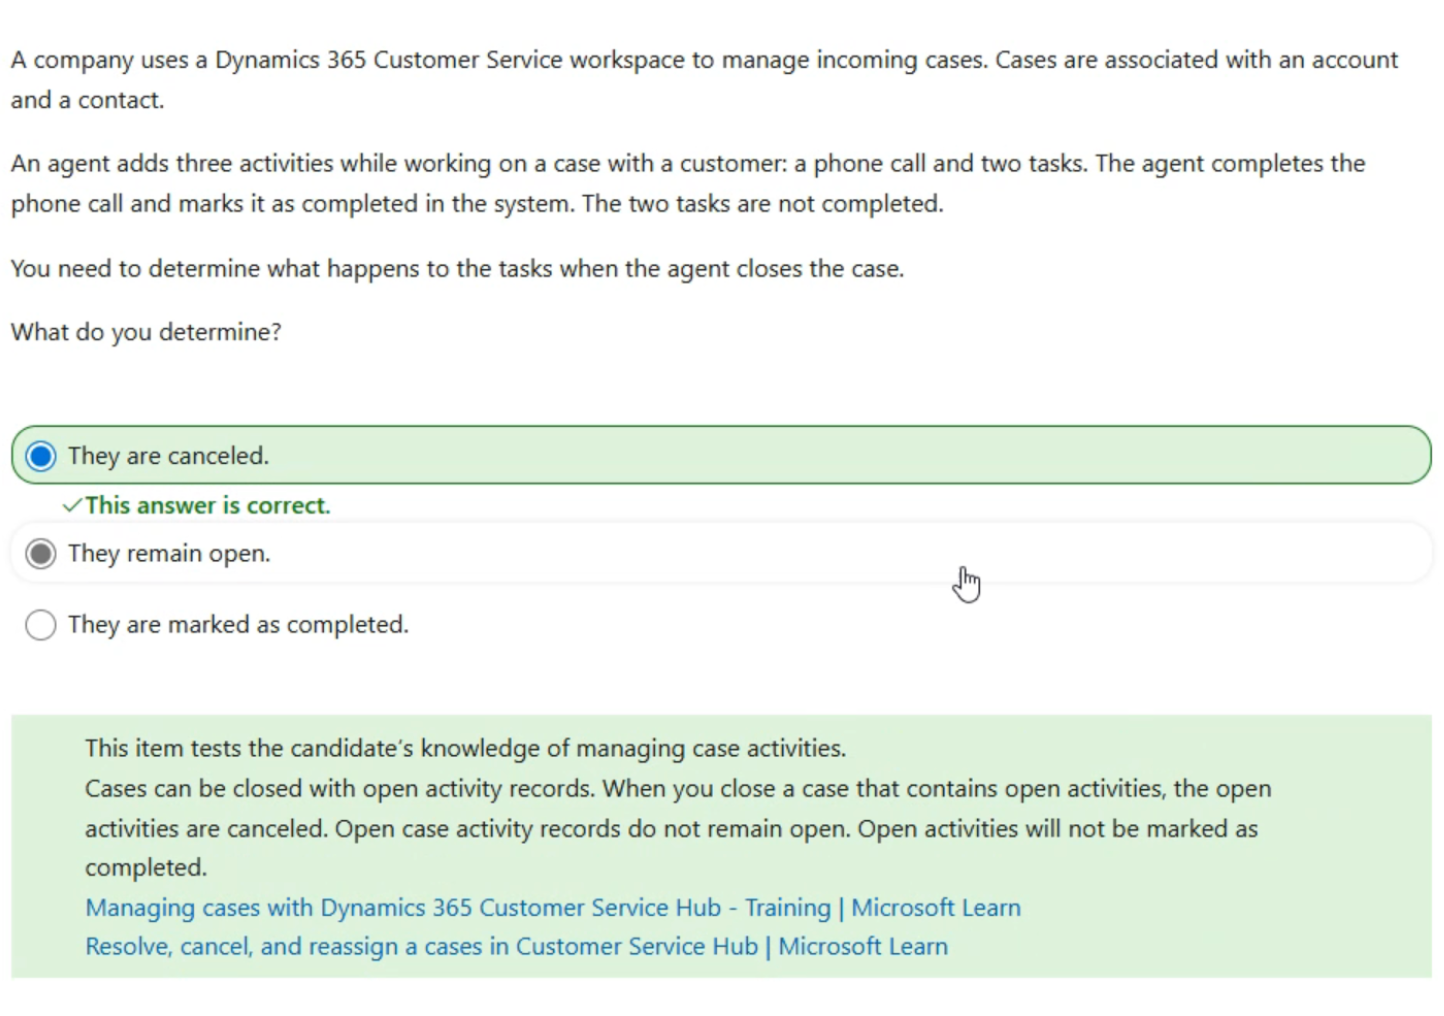 A company uses a Dynamics 365 Customer Service workspace to manage incoming cases. Cases are associated with an account
and a contact.
An agent adds three activities while working on a case with a customer: a phone call and two tasks. The agent completes the
phone call and marks it as completed in the system. The two tasks are not completed.
You need to determine what happens to the tasks when the agent closes the case.
What do you determine?
They are canceled.
✓This answer is correct.
They remain open.
They are marked as completed.
This item tests the candidate's knowledge of managing case activities.
Cases can be closed with open activity records. When you close a case that contains open activities, the open
activities are canceled. Open case activity records do not remain open. Open activities will not be marked as
completed.
Managing cases with Dynamics 365 Customer Service Hub - Training | Microsoft Learn
Resolve, cancel, and reassign a cases in Customer Service Hub | Microsoft Learn